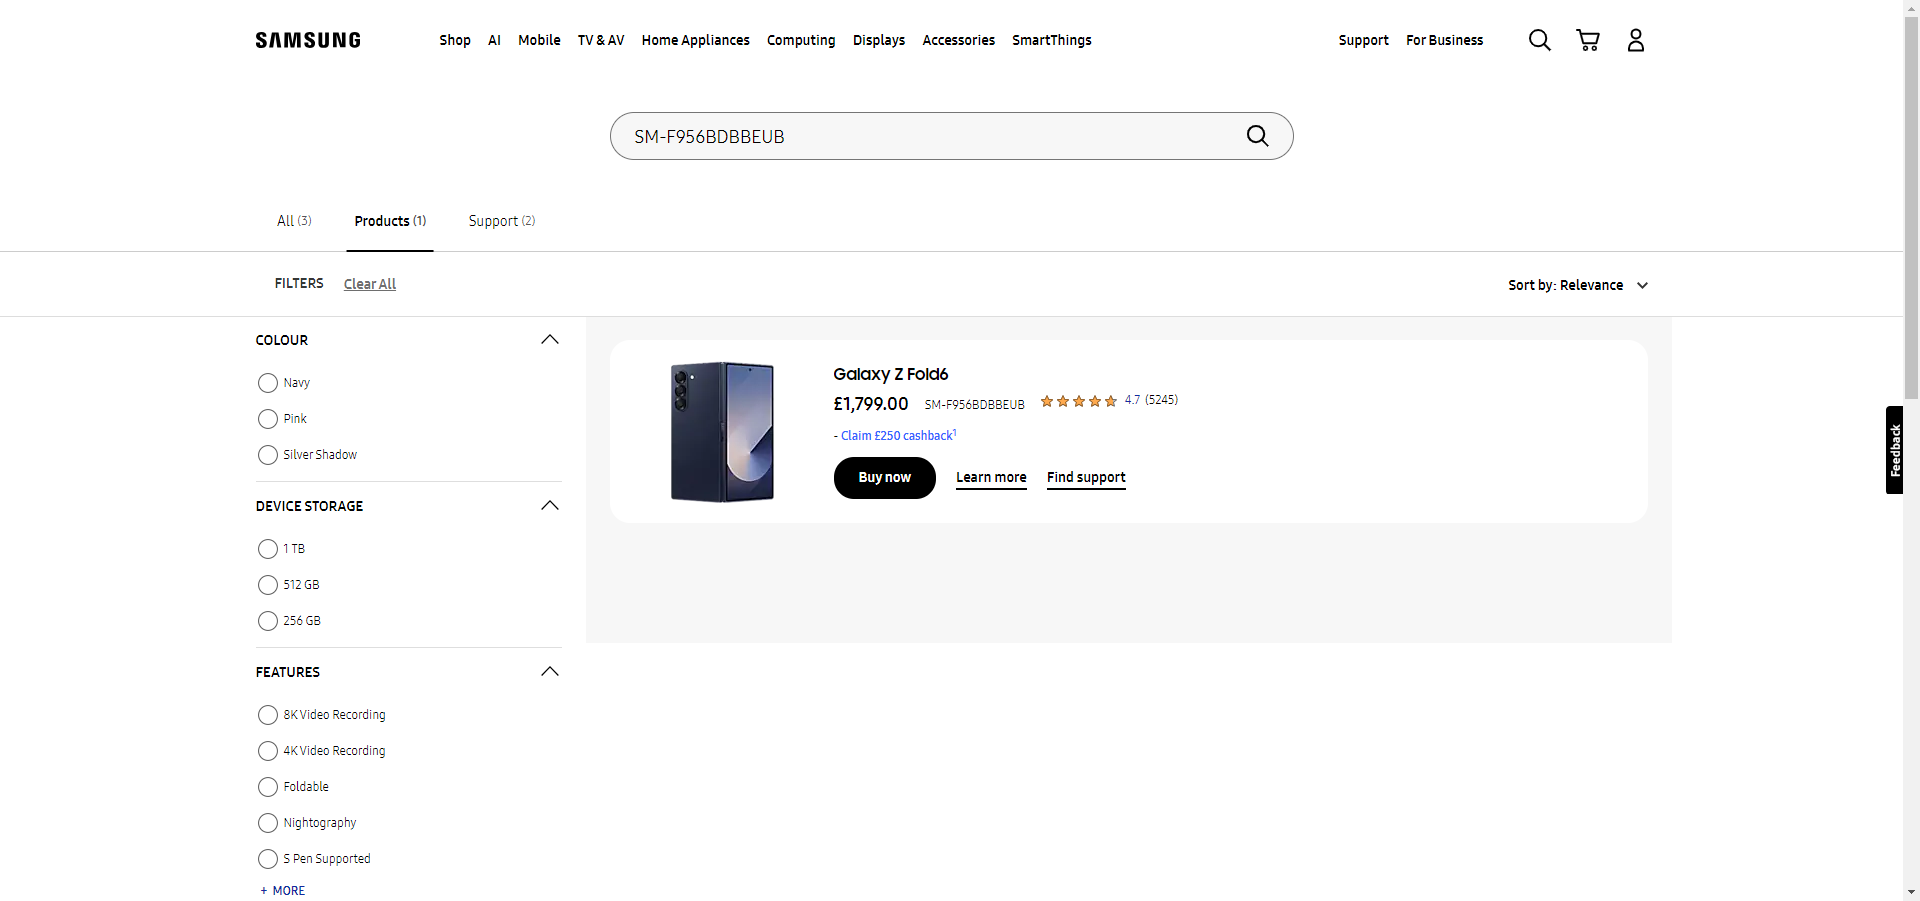 SAMSUNG
Shop AI Mobile TV & AV Home Appliances Computing Displays Accessories SmartThings Support For Business
SM-F956BDBBEUB
All (3) Products (1) Support (2)
FILTERS Clear All Sort by: Relevance
COLOUR
Navy
Pink
Silver Shadow
DEVICE STORAGE
1 TB
512 GB
256 GB
FEATURES
8K Video Recording
4K Video Recording
Foldable
Nightography
S Pen Supported
+ MORE
Galaxy Z Fold6
£1,799.00 SM-F956BDBBEUB 4.7 (5245)
- Claim £250 cashback¹
Buy now Learn more Find support
Feedback